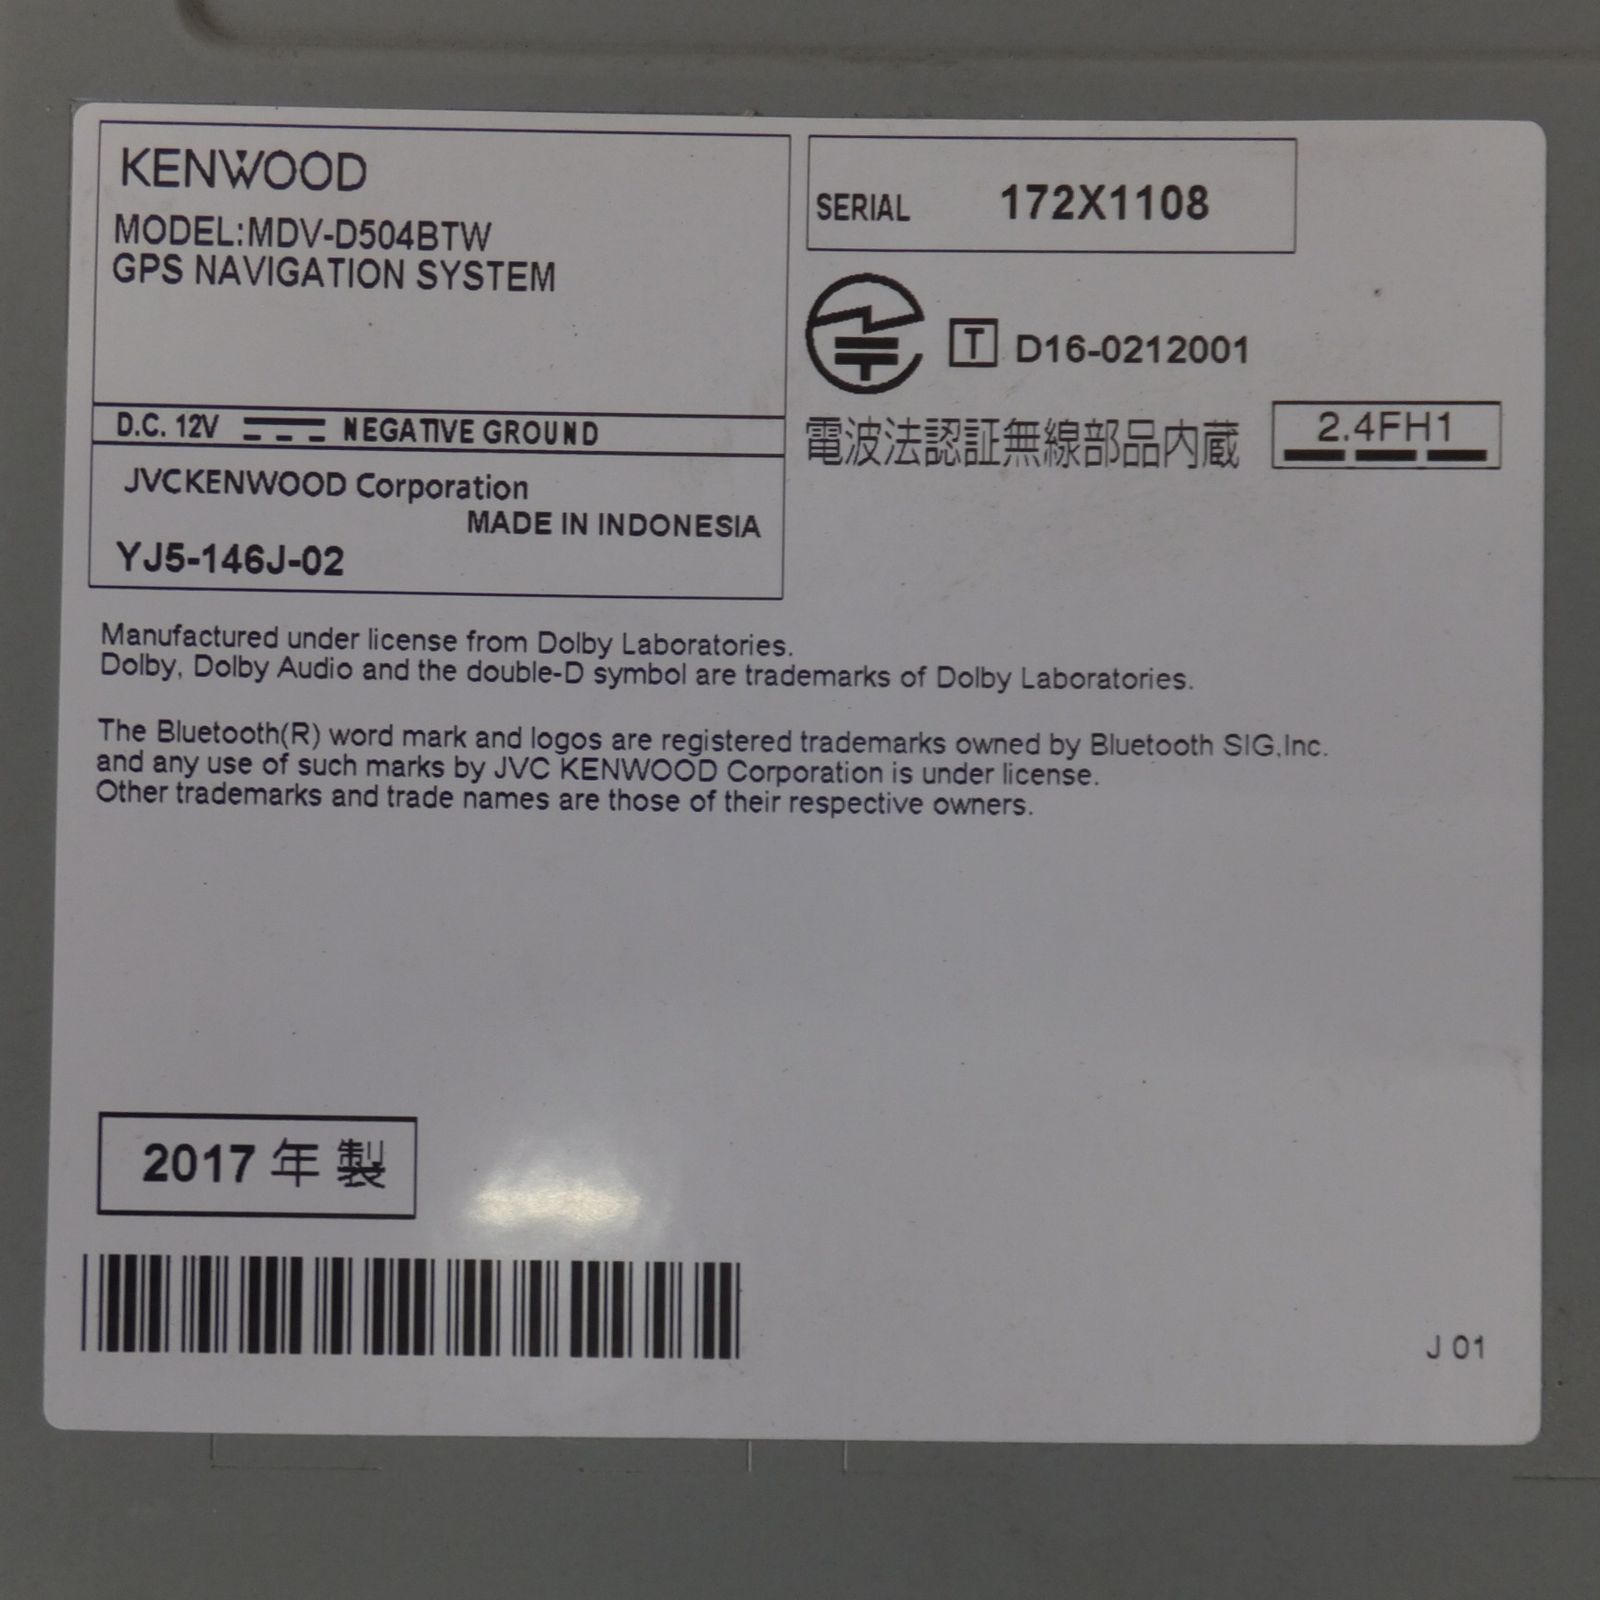 KENWOOD
MODEL:MDV-D504BTW
GPS NAVIGATION SYSTEM
D.C. 12V NEGATIVE GROUND
JVCKENWOOD Corporation
MADE IN INDONESIA
YJ5-146J-02
SERIAL 172X1108
T D16-0212001
電波法認証無線部品内蔵 2.4FH1
Manufactured under license from Dolby Laboratories.
Dolby, Dolby Audio and the double-D symbol are trademarks of Dolby Laboratories.
The Bluetooth(R) word mark and logos are registered trademarks owned by Bluetooth SIG,Inc.
and any use of such marks by JVC KENWOOD Corporation is under license.
Other trademarks and trade names are those of their respective owners.
2017 年 製
J 01